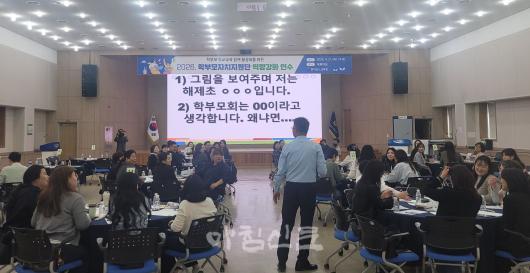 2026. 학부모자치지원단 역량강화 연수
1) 그림을 보여주며 저는
해제초 ㅇㅇㅇ입니다.
2) 학부모회는 00이라고
생각합니다. 왜냐면....
아침신문